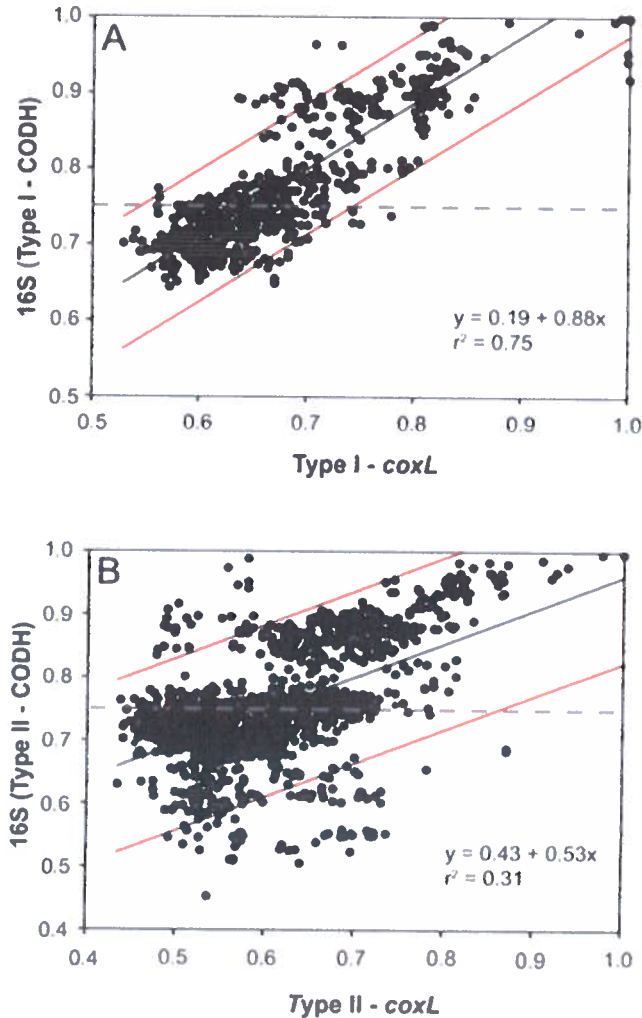 A
1.0
0.9
0.8
0.7
0.6
0.5
16S (Type I - CODH)
y = 0.19 + 0.88x
r² = 0.75
0.5 0.6 0.7 0.8 0.9 1.0
Type I - coxL
B
1.0
0.9
0.8
0.7
0.6
0.5
0.4
16S (Type II - CODH)
y = 0.43 + 0.53x
r² = 0.31
0.4 0.5 0.6 0.7 0.8 0.9 1.0
Type II - coxL